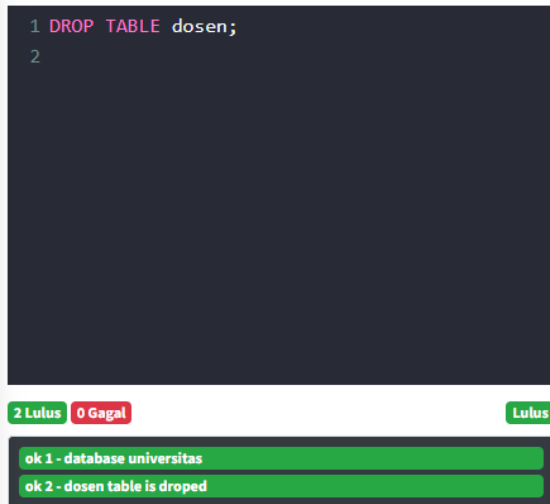 1 DROP TABLE dosen;
2
2 Lulus 0 Gagal Lulus
ok 1 - database universitas
ok 2 - dosen table is droped